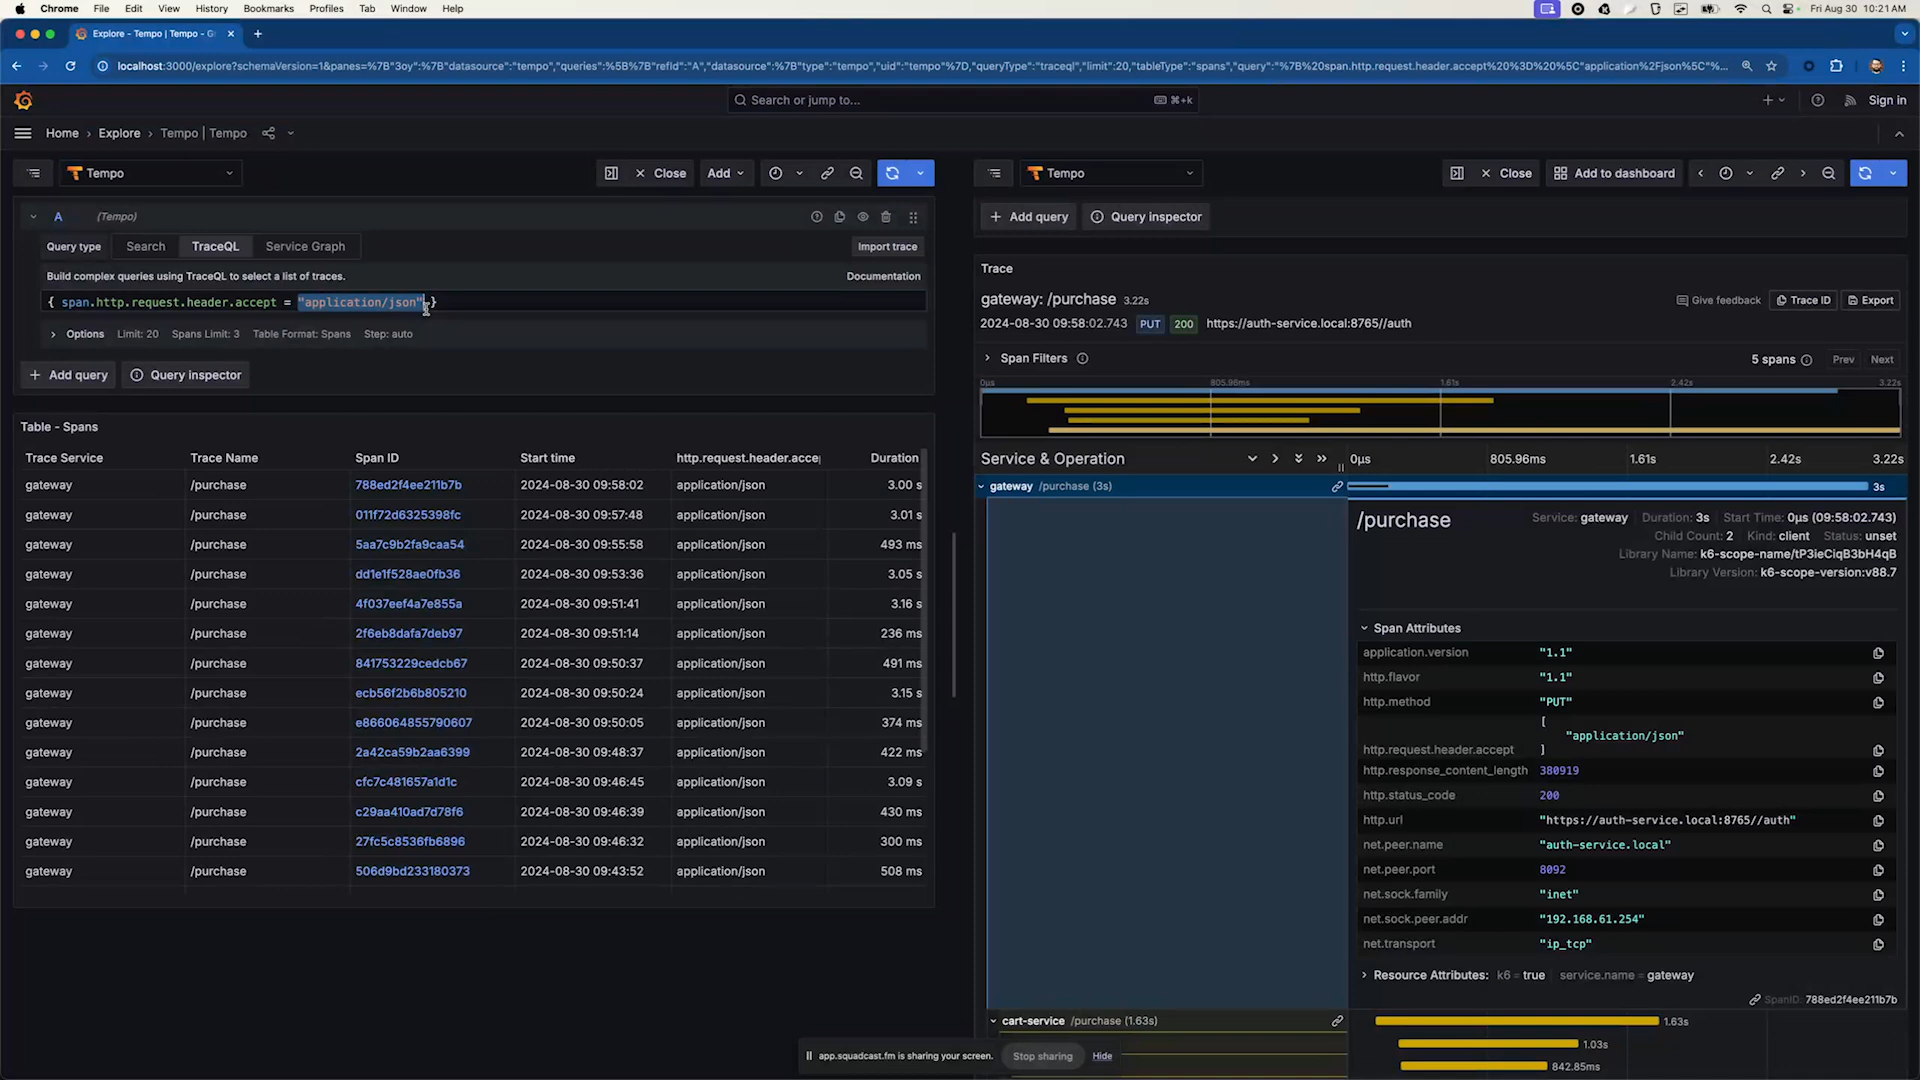 Chrome File Edit View History Bookmarks Profiles Tab Window Help Fri Aug 30 10:21 AM
Explore - Tempo | Tempo - G
localhost:3000/explore?schemaVersion=1&panes=%7B"3oy":%7B"datasource":"tempo","queries":%5B%7B"refId":"A","datasource":%7B"type":"tempo","uid":"tempo"%7D,"queryType":"traceql","limit":20,"tableType":"spans","query":"%7B%20span.http.request.header.accept%20%3D%20%5C"application%2Fjson%5C"%...
Search or jump to... ⌘+k Sign in
Home › Explore › Tempo | Tempo
Tempo Close Add
A (Tempo)
Query type Search TraceQL Service Graph Import trace
Build complex queries using TraceQL to select a list of traces. Documentation
{ span.http.request.header.accept = "application/json" }
Options Limit: 20 Spans Limit: 3 Table Format: Spans Step: auto
+ Add query Query inspector
Table - Spans
Trace Service Trace Name Span ID Start time http.request.header.acce Duration
gateway /purchase 788ed2f4ee211b7b 2024-08-30 09:58:02 application/json 3.00 s
gateway /purchase 011f72d6325398fc 2024-08-30 09:57:48 application/json 3.01 s
gateway /purchase 5aa7c9b2fa9caa54 2024-08-30 09:55:58 application/json 493 ms
gateway /purchase dd1e1f528ae0fb36 2024-08-30 09:53:36 application/json 3.05 s
gateway /purchase 4f037eef4a7e855a 2024-08-30 09:51:41 application/json 3.16 s
gateway /purchase 2f6eb8dafa7deb97 2024-08-30 09:51:14 application/json 236 ms
gateway /purchase 841753229cedcb67 2024-08-30 09:50:37 application/json 491 ms
gateway /purchase ecb56f2b6b805210 2024-08-30 09:50:24 application/json 3.15 s
gateway /purchase e866064855790607 2024-08-30 09:50:05 application/json 374 ms
gateway /purchase 2a42ca59b2aa6399 2024-08-30 09:48:37 application/json 422 ms
gateway /purchase cfc7c481657a1d1c 2024-08-30 09:46:45 application/json 3.09 s
gateway /purchase c29aa410ad7d78f6 2024-08-30 09:46:39 application/json 430 ms
gateway /purchase 27fc5c8536fb6896 2024-08-30 09:46:32 application/json 300 ms
gateway /purchase 506d9bd233180373 2024-08-30 09:43:52 application/json 508 ms
Tempo Close Add to dashboard
+ Add query Query inspector
Trace
gateway: /purchase 3.22s Give feedback Trace ID Export
2024-08-30 09:58:02.743 PUT 200 https://auth-service.local:8765//auth
Span Filters 5 spans Prev Next
0µs 805.96ms 1.61s 2.42s 3.22s
Service & Operation 0µs 805.96ms 1.61s 2.42s 3.22s
gateway /purchase (3s) 3s
/purchase Service: gateway Duration: 3s Start Time: 0µs (09:58:02.743)
Child Count: 2 Kind: client Status: unset
Library Name: k6-scope-name/tP3ieCiqB3bH4qB
Library Version: k6-scope-version:v88.7
Span Attributes
application.version "1.1"
http.flavor "1.1"
http.method "PUT"
[
"application/json"
http.request.header.accept ]
http.response_content_length 380919
http.status_code 200
http.url "https://auth-service.local:8765//auth"
net.peer.name "auth-service.local"
net.peer.port 8092
net.sock.family "inet"
net.sock.peer.addr "192.168.61.254"
net.transport "ip_tcp"
Resource Attributes: k6 = true service.name = gateway
SpanID: 788ed2f4ee211b7b
cart-service /purchase (1.63s) 1.63s
1.03s
842.85ms
app.squadcast.fm is sharing your screen. Stop sharing Hide